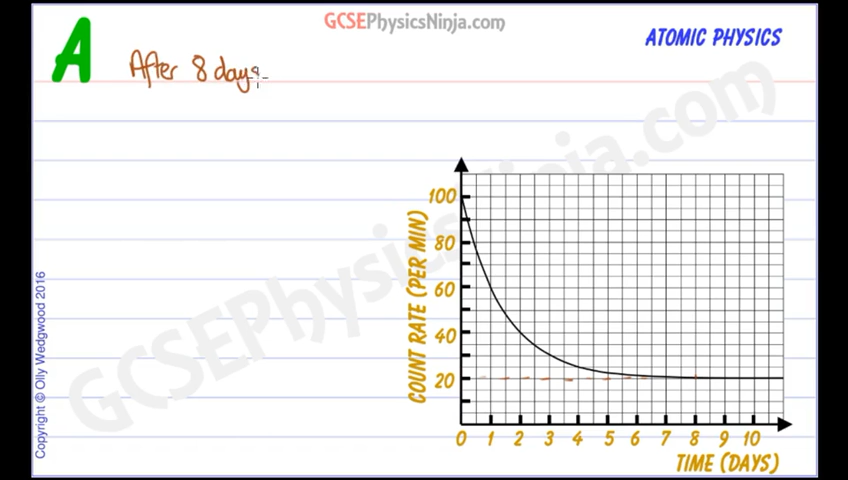 GCSEPhysicsNinja.com
ATOMIC PHYSICS
A
After 8 days
GCSEPhysicsNinja.com
Copyright © Olly Wedgwood 2016
COUNT RATE (PER MIN)
100
80
60
40
20
0 1 2 3 4 5 6 7 8 9 10
TIME (DAYS)